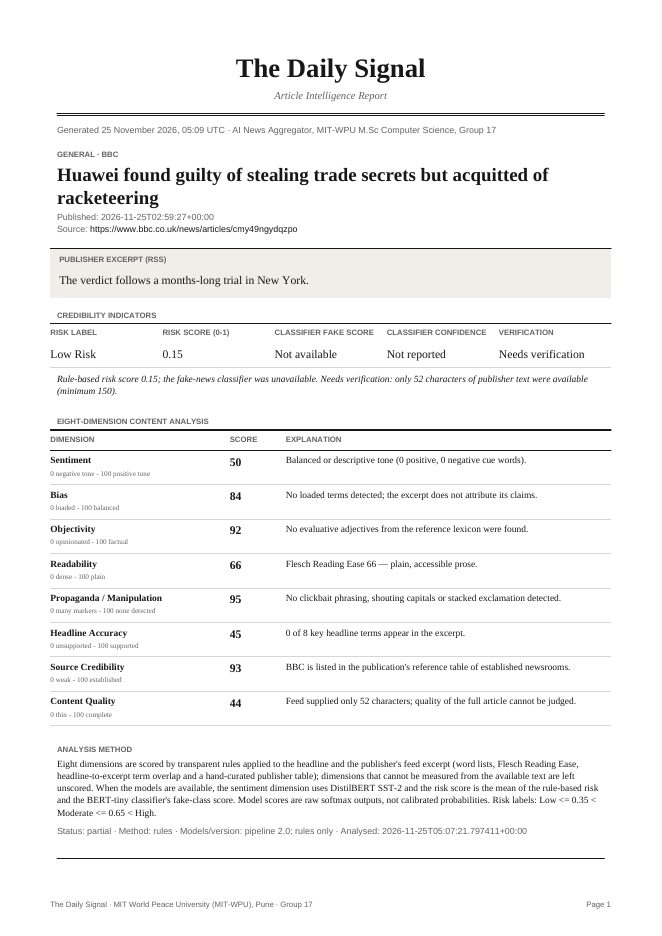 The Daily Signal
Article Intelligence Report
Generated 25 November 2026, 05:09 UTC · AI News Aggregator, MIT-WPU M.Sc Computer Science, Group 17
GENERAL · BBC
Huawei found guilty of stealing trade secrets but acquitted of
racketeering
Published: 2026-11-25T02:59:27+00:00
Source: https://www.bbc.co.uk/news/articles/cmy49ngydqzpo
PUBLISHER EXCERPT (RSS)
The verdict follows a months-long trial in New York.
CREDIBILITY INDICATORS
RISK LABEL RISK SCORE (0-1) CLASSIFIER FAKE SCORE CLASSIFIER CONFIDENCE VERIFICATION
Low Risk 0.15 Not available Not reported Needs verification
Rule-based risk score 0.15; the fake-news classifier was unavailable. Needs verification: only 52 characters of publisher text were available
(minimum 150).
EIGHT-DIMENSION CONTENT ANALYSIS
DIMENSION SCORE EXPLANATION
Sentiment 50 Balanced or descriptive tone (0 positive, 0 negative cue words).
0 negative tone - 100 positive tone
Bias 84 No loaded terms detected; the excerpt does not attribute its claims.
0 loaded - 100 balanced
Objectivity 92 No evaluative adjectives from the reference lexicon were found.
0 opinionated - 100 factual
Readability 66 Flesch Reading Ease 66 — plain, accessible prose.
0 dense - 100 plain
Propaganda / Manipulation 95 No clickbait phrasing, shouting capitals or stacked exclamation detected.
0 many markers - 100 none detected
Headline Accuracy 45 0 of 8 key headline terms appear in the excerpt.
0 unsupported - 100 supported
Source Credibility 93 BBC is listed in the publication's reference table of established newsrooms.
0 weak - 100 established
Content Quality 44 Feed supplied only 52 characters; quality of the full article cannot be judged.
0 thin - 100 complete
ANALYSIS METHOD
Eight dimensions are scored by transparent rules applied to the headline and the publisher's feed excerpt (word lists, Flesch Reading Ease,
headline-to-excerpt term overlap and a hand-curated publisher table); dimensions that cannot be measured from the available text are left
unscored. When the models are available, the sentiment dimension uses DistilBERT SST-2 and the risk score is the mean of the rule-based risk
and the BERT-tiny classifier's fake-class score. Model scores are raw softmax outputs, not calibrated probabilities. Risk labels: Low <= 0.35 <
Moderate <= 0.65 < High.
Status: partial · Method: rules · Models/version: pipeline 2.0; rules only · Analysed: 2026-11-25T05:07:21.797411+00:00
The Daily Signal · MIT World Peace University (MIT-WPU), Pune · Group 17 Page 1